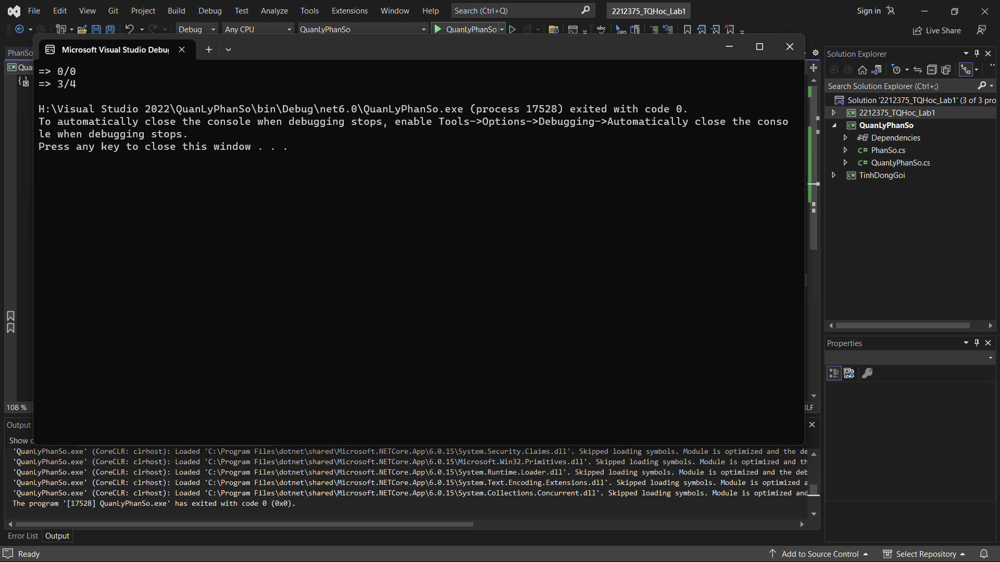 File Edit View Git Project Build Debug Test Analyze Tools Extensions Window Help Search (Ctrl+Q) 2212375_TQHoc_Lab1 Sign in
Debug Any CPU QuanLyPhanSo QuanLyPhanSo Live Share
PhanSo
Microsoft Visual Studio Debu
Qua
=> 0/0
=> 3/4
H:\Visual Studio 2022\QuanLyPhanSo\bin\Debug\net6.0\QuanLyPhanSo.exe (process 17528) exited with code 0.
To automatically close the console when debugging stops, enable Tools->Options->Debugging->Automatically close the conso
le when debugging stops.
Press any key to close this window . . .
Solution Explorer
Search Solution Explorer (Ctrl+;)
Solution '2212375_TQHoc_Lab1' (3 of 3 pro
2212375_TQHoc_Lab1
QuanLyPhanSo
Dependencies
C# PhanSo.cs
C# QuanLyPhanSo.cs
TinhDongGoi
Properties
108 %
RLF
Output
Show o
'QuanLyPhanSo.exe' (CoreCLR: clrhost): Loaded 'C:\Program Files\dotnet\shared\Microsoft.NETCore.App\6.0.15\System.Security.Claims.dll'. Skipped loading symbols. Module is optimized and the de
'QuanLyPhanSo.exe' (CoreCLR: clrhost): Loaded 'C:\Program Files\dotnet\shared\Microsoft.NETCore.App\6.0.15\Microsoft.Win32.Primitives.dll'. Skipped loading symbols. Module is optimized and th
'QuanLyPhanSo.exe' (CoreCLR: clrhost): Loaded 'C:\Program Files\dotnet\shared\Microsoft.NETCore.App\6.0.15\System.Runtime.Loader.dll'. Skipped loading symbols. Module is optimized and the deb
'QuanLyPhanSo.exe' (CoreCLR: clrhost): Loaded 'C:\Program Files\dotnet\shared\Microsoft.NETCore.App\6.0.15\System.Text.Encoding.Extensions.dll'. Skipped loading symbols. Module is optimized a
'QuanLyPhanSo.exe' (CoreCLR: clrhost): Loaded 'C:\Program Files\dotnet\shared\Microsoft.NETCore.App\6.0.15\System.Collections.Concurrent.dll'. Skipped loading symbols. Module is optimized and
The program '[17528] QuanLyPhanSo.exe' has exited with code 0 (0x0).
Error List Output
Ready Add to Source Control Select Repository